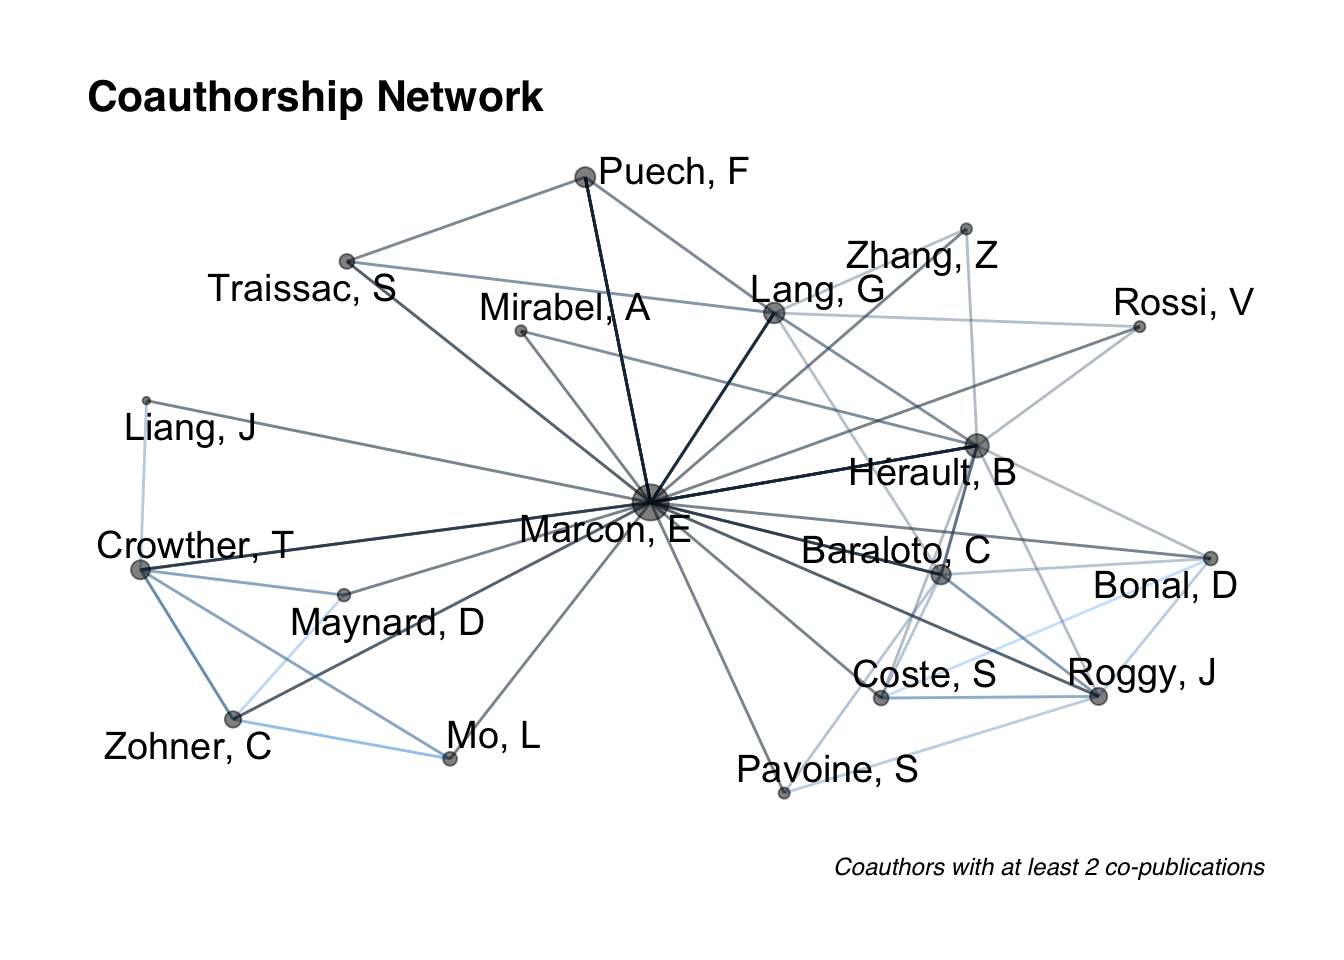 Coauthorship Network
Puech, F
Zhang, Z
Traissac, S
Lang, G
Mirabel, A
Rossi, V
Liang, J
Hérault, B
Marcon, E
Crowther, T
Baraloto, C
Bonal, D
Maynard, D
Coste, S
Roggy, J
Zohner, C
Mo, L
Pavoine, S
Coauthors with at least 2 co-publications